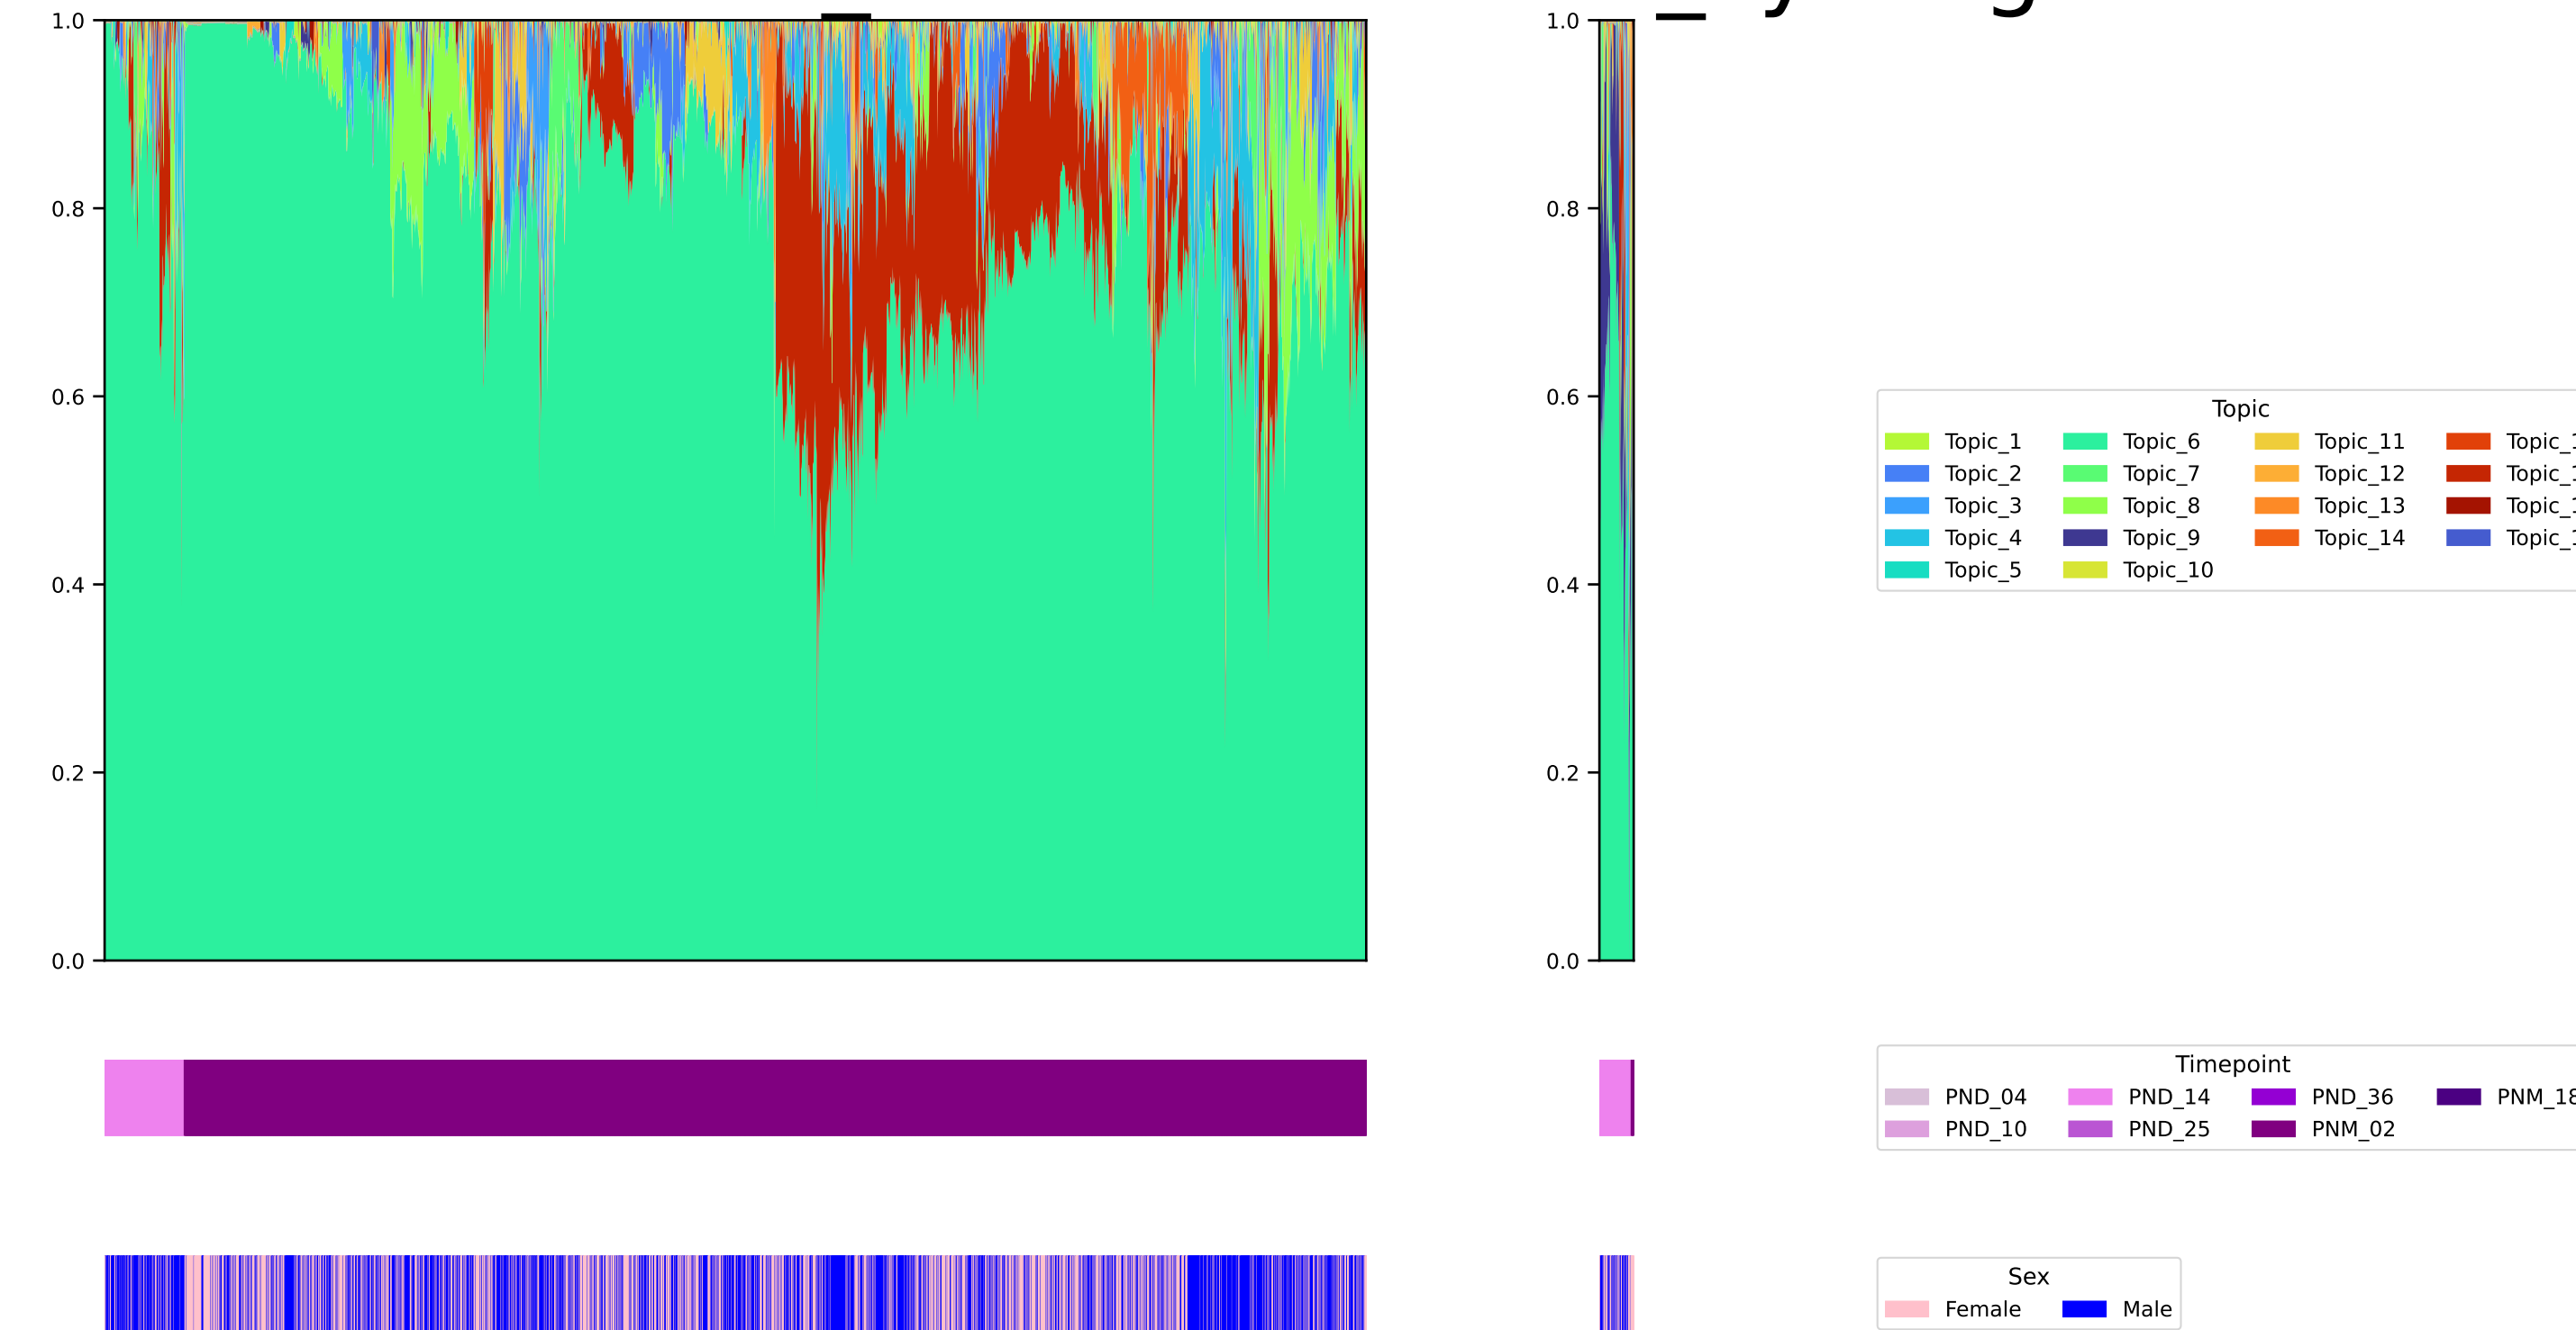 1.0
0.8
0.6
0.4
0.2
0.0
1.0
0.8
0.6
0.4
0.2
0.0
Topic
Topic_1 Topic_6 Topic_11
Topic_2 Topic_7 Topic_12
Topic_3 Topic_8 Topic_13
Topic_4 Topic_9 Topic_14
Topic_5 Topic_10
Timepoint
PND_04 PND_14 PND_36 PNM_18
PND_10 PND_25 PNM_02
Sex
Female Male